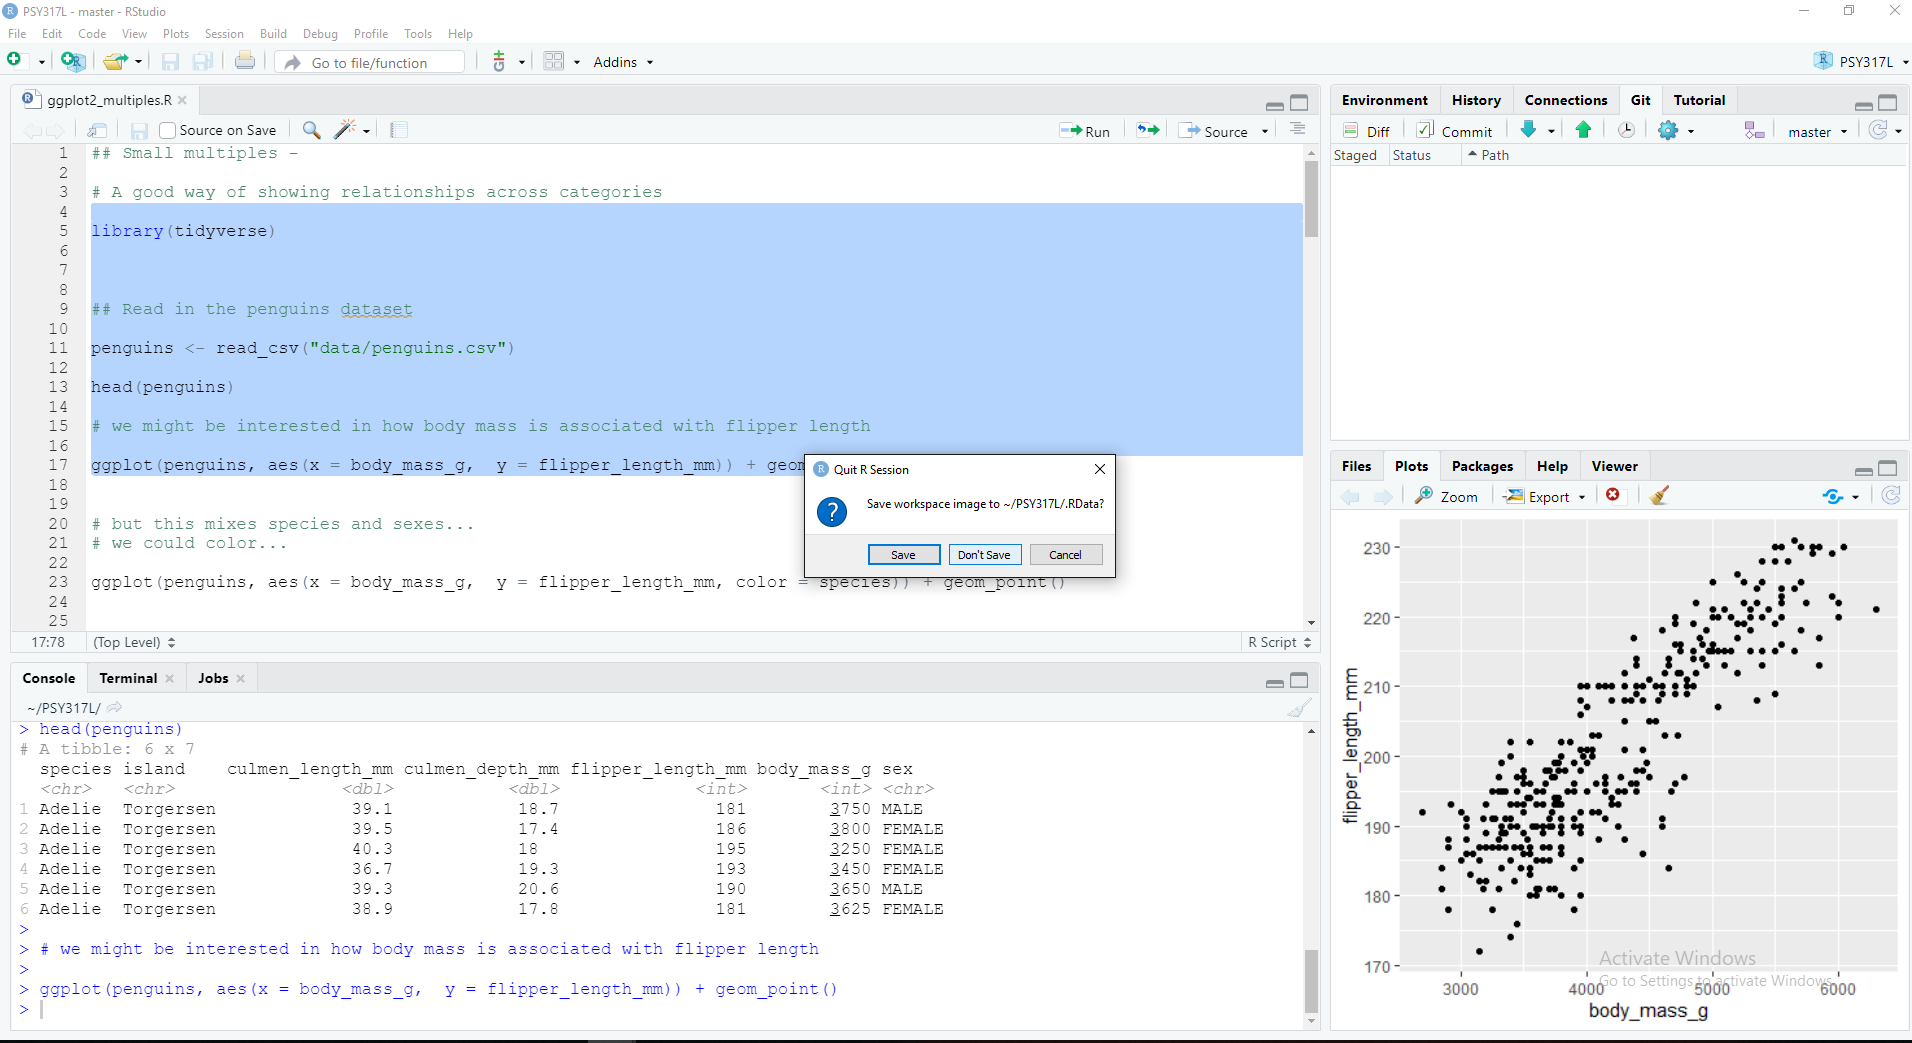 PSY317L - master - RStudio
File Edit Code View Plots Session Build Debug Profile Tools Help
Go to file/function
Addins
PSY317L
ggplot2_multiples.R
Source on Save
Run
Source
1 ## Small multiples -
2
3 # A good way of showing relationships across categories
4
5 library(tidyverse)
6
7
8
9 ## Read in the penguins dataset
10
11 penguins <- read_csv("data/penguins.csv")
12
13 head(penguins)
14
15 # we might be interested in how body mass is associated with flipper length
16
17 ggplot(penguins, aes(x = body_mass_g,  y = flipper_length_mm)) + geom
18
19
20 # but this mixes species and sexes...
21 # we could color...
22
23 ggplot(penguins, aes(x = body_mass_g,  y = flipper_length_mm, color = species)) + geom_point()
24
25
17:78 (Top Level) R Script
Quit R Session
Save workspace image to ~/PSY317L/.RData?
Save Don't Save Cancel
Console Terminal Jobs
~/PSY317L/
> head(penguins)
# A tibble: 6 x 7
species island culmen_length_mm culmen_depth_mm flipper_length_mm body_mass_g sex
<chr> <chr> <dbl> <dbl> <int> <int> <chr>
1 Adelie Torgersen 39.1 18.7 181 3750 MALE
2 Adelie Torgersen 39.5 17.4 186 3800 FEMALE
3 Adelie Torgersen 40.3 18 195 3250 FEMALE
4 Adelie Torgersen 36.7 19.3 193 3450 FEMALE
5 Adelie Torgersen 39.3 20.6 190 3650 MALE
6 Adelie Torgersen 38.9 17.8 181 3625 FEMALE
>
> # we might be interested in how body mass is associated with flipper length
>
> ggplot(penguins, aes(x = body_mass_g,  y = flipper_length_mm)) + geom_point()
>
Environment History Connections Git Tutorial
Diff Commit master
Staged Status Path
Files Plots Packages Help Viewer
Zoom Export
flipper_length_mm
230
220
210
200
190
180
170
3000 4000 5000 6000
body_mass_g
Activate Windows
Go to Settings to activate Windows.